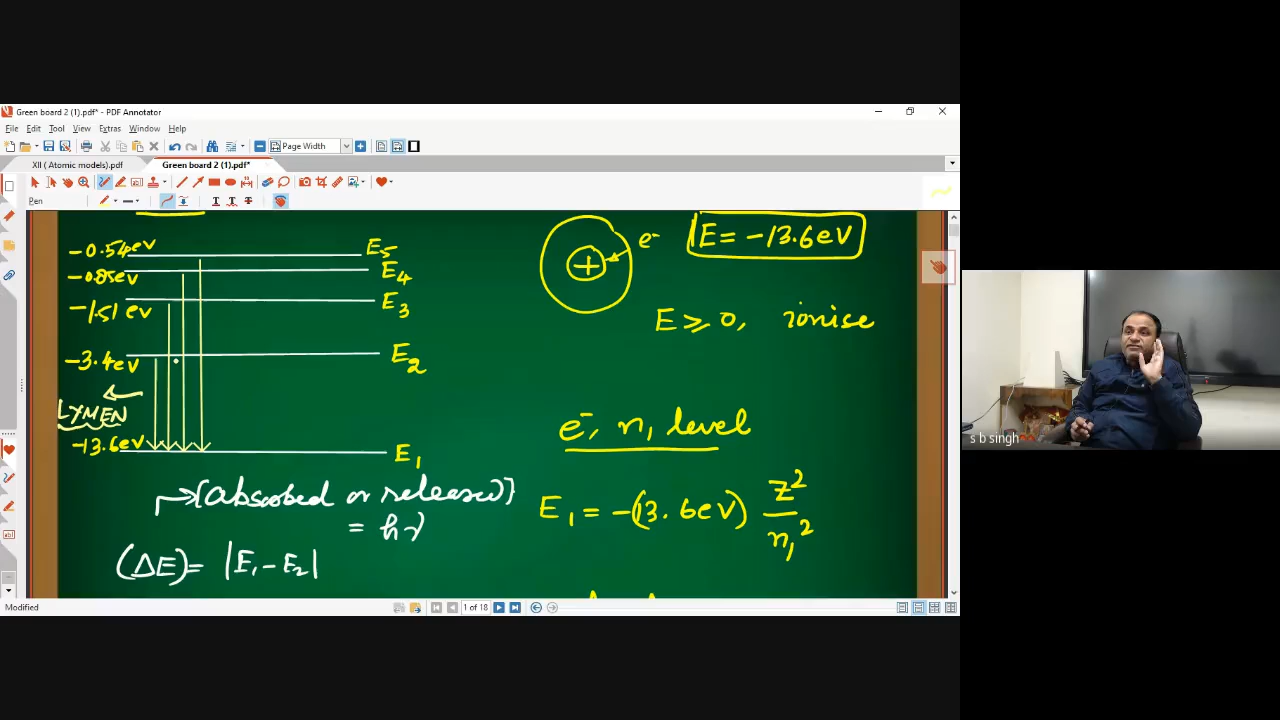 Green board 2 (1).pdf* - PDF Annotator
File Edit Tool View Extras Window Help
Page Width
XII ( Atomic models).pdf
Green board 2 (1).pdf*
Pen
-0.54eV
E5
-0.85eV
E4
-1.51 eV
E3
-3.4eV
E2
LYMEN
-13.6eV
E1
[absorbed or released]
= hν
(ΔE) = |E1 - E2|
+
e-
E = -13.6eV
E ⩾ 0, ionise
e-, n1 level
E1 = -(13.6eV) z²/n1²
s b singh
Modified
1 of 18